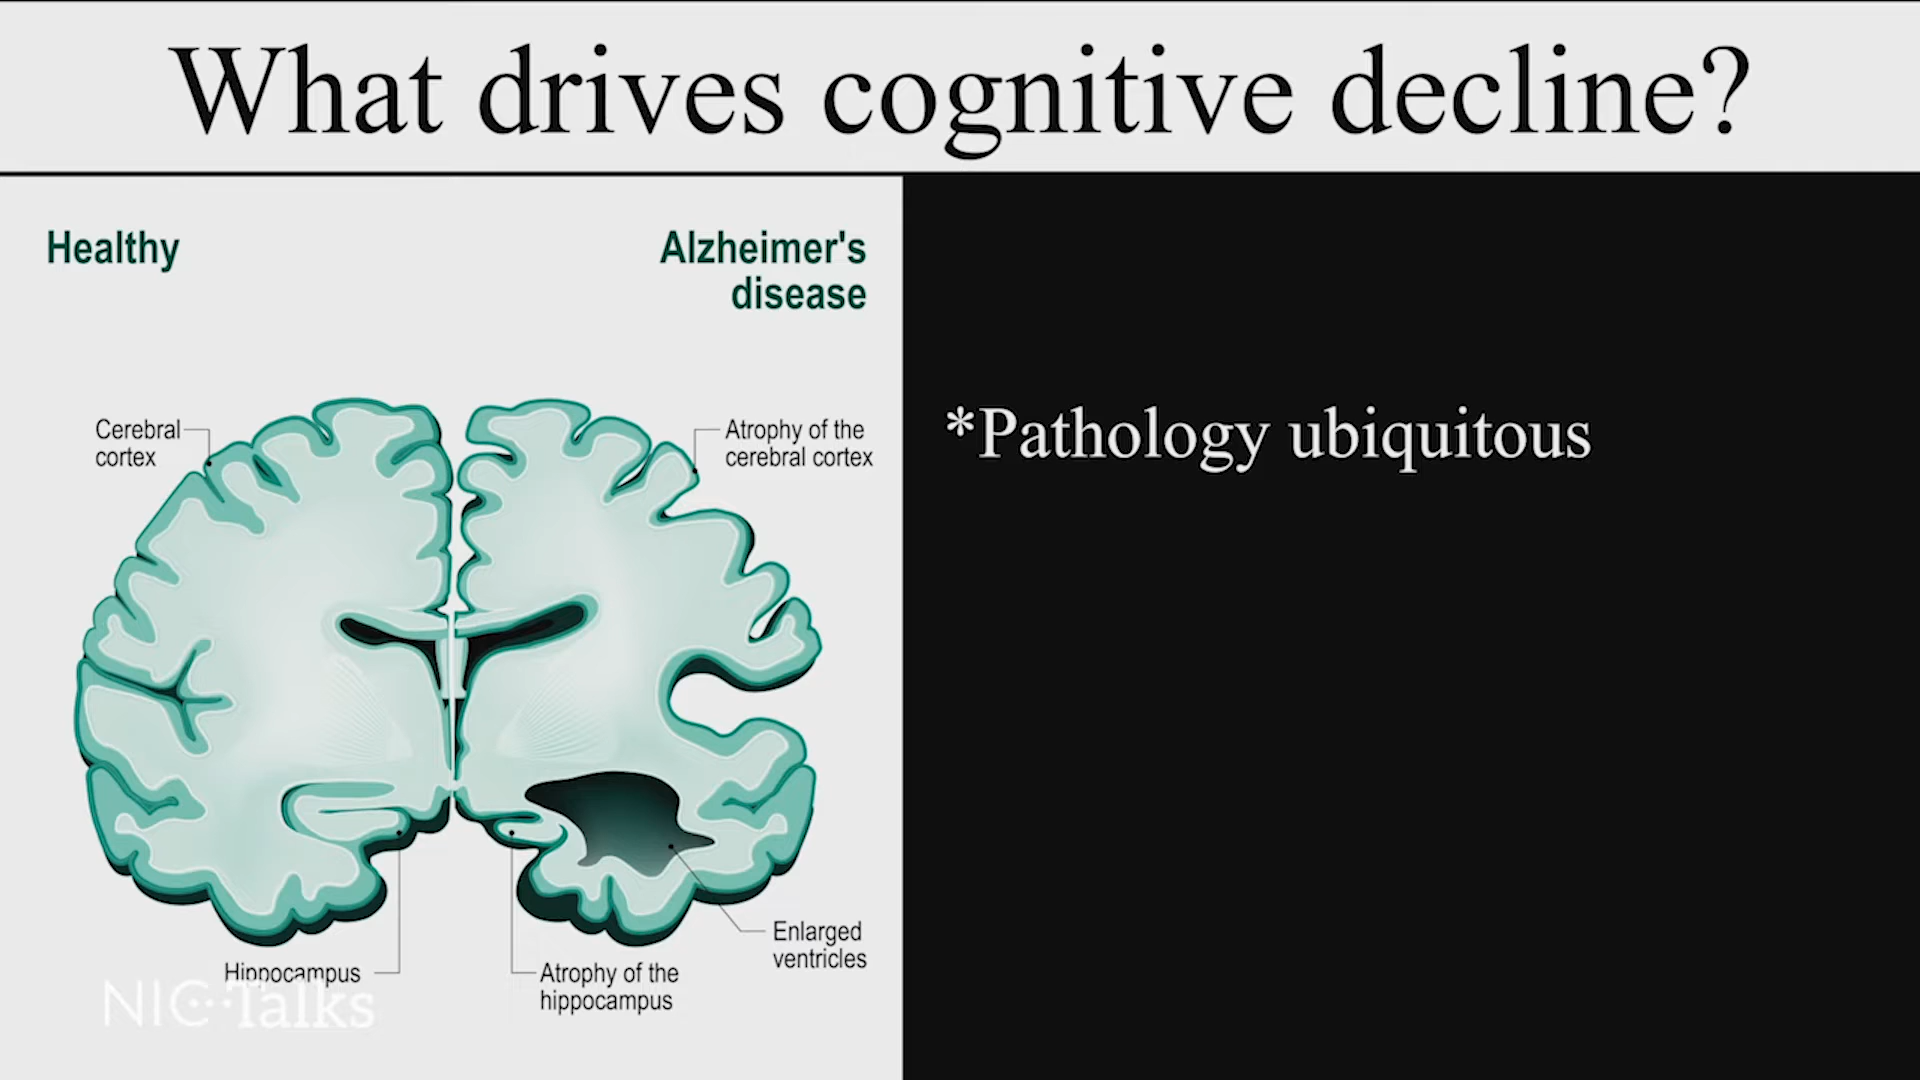 What drives cognitive decline?
Healthy
Alzheimer's
disease
Cerebral
cortex
Atrophy of the
cerebral cortex
*Pathology ubiquitous
Enlarged
ventricles
Hippocampus
Atrophy of the
hippocampus
NIC Talks